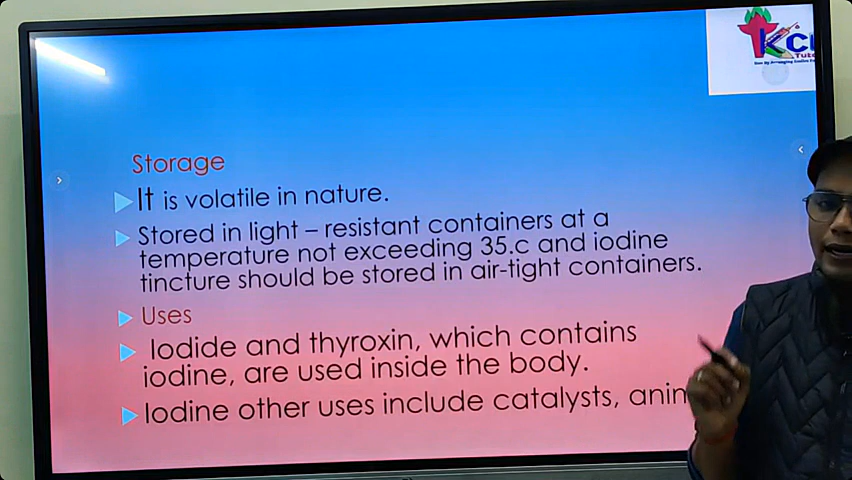 Storage
It is volatile in nature.
Stored in light – resistant containers at a
temperature not exceeding 35.c and iodine
tincture should be stored in air-tight containers.
Uses
Iodide and thyroxin, which contains
iodine, are used inside the body.
Iodine other uses include catalysts, anim